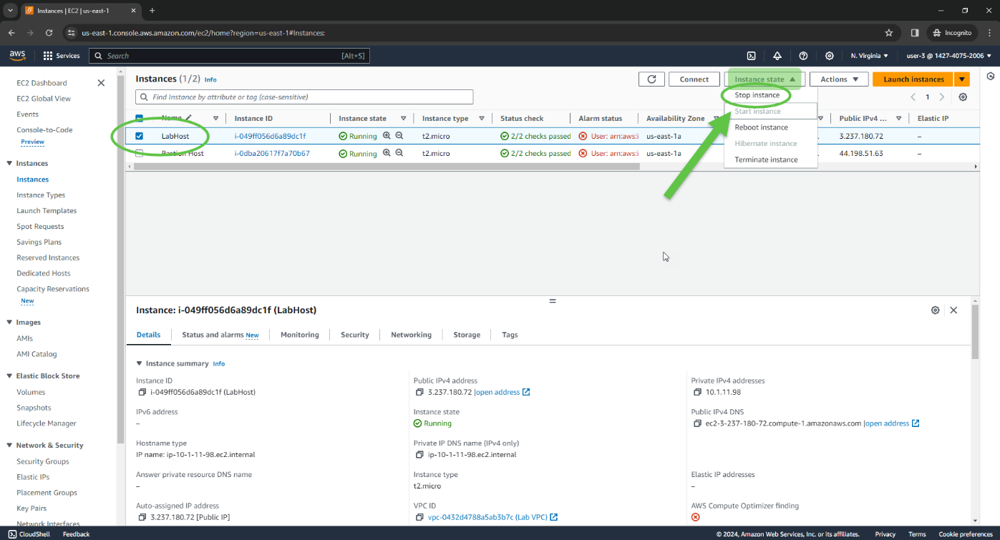 Instances | EC2 | us-east-1
us-east-1.console.aws.amazon.com/ec2/home?region=us-east-1#Instances:
Incognito
aws
Services
Search
[Alt+S]
N. Virginia
user-3 @ 1427-4075-2006
EC2 Dashboard
EC2 Global View
Events
Console-to-Code
Preview
Instances
Instances
Instance Types
Launch Templates
Spot Requests
Savings Plans
Reserved Instances
Dedicated Hosts
Capacity Reservations
New
Images
AMIs
AMI Catalog
Elastic Block Store
Volumes
Snapshots
Lifecycle Manager
Network & Security
Security Groups
Elastic IPs
Placement Groups
Key Pairs
Network Interfaces
Instances (1/2) Info
Connect
Instance state
Actions
Launch instances
Find Instance by attribute or tag (case-sensitive)
1
Stop instance
Start instance
Reboot instance
Hibernate instance
Terminate instance
Name Instance ID Instance state Instance type Status check Alarm status Availability Zone Public IPv4 ... Elastic IP
LabHost i-049ff056d6a89dc1f Running t2.micro 2/2 checks passed User: arn:aws:i us-east-1a 3.237.180.72 –
Bastion Host i-0dba20617f7a70b67 Running t2.micro 2/2 checks passed User: arn:aws:i us-east-1a 44.198.51.63 –
Instance: i-049ff056d6a89dc1f (LabHost)
Details Status and alarms New Monitoring Security Networking Storage Tags
Instance summary Info
Instance ID
i-049ff056d6a89dc1f (LabHost)
Public IPv4 address
3.237.180.72 |open address
Private IPv4 addresses
10.1.11.98
IPv6 address
–
Instance state
Running
Public IPv4 DNS
ec2-3-237-180-72.compute-1.amazonaws.com |open address
Hostname type
IP name: ip-10-1-11-98.ec2.internal
Private IP DNS name (IPv4 only)
ip-10-1-11-98.ec2.internal
Answer private resource DNS name
–
Instance type
t2.micro
Elastic IP addresses
–
Auto-assigned IP address
3.237.180.72 [Public IP]
VPC ID
vpc-0432d4788a5ab3b7c (Lab VPC)
AWS Compute Optimizer finding
CloudShell
Feedback
© 2024, Amazon Web Services, Inc. or its affiliates.
Privacy
Terms
Cookie preferences